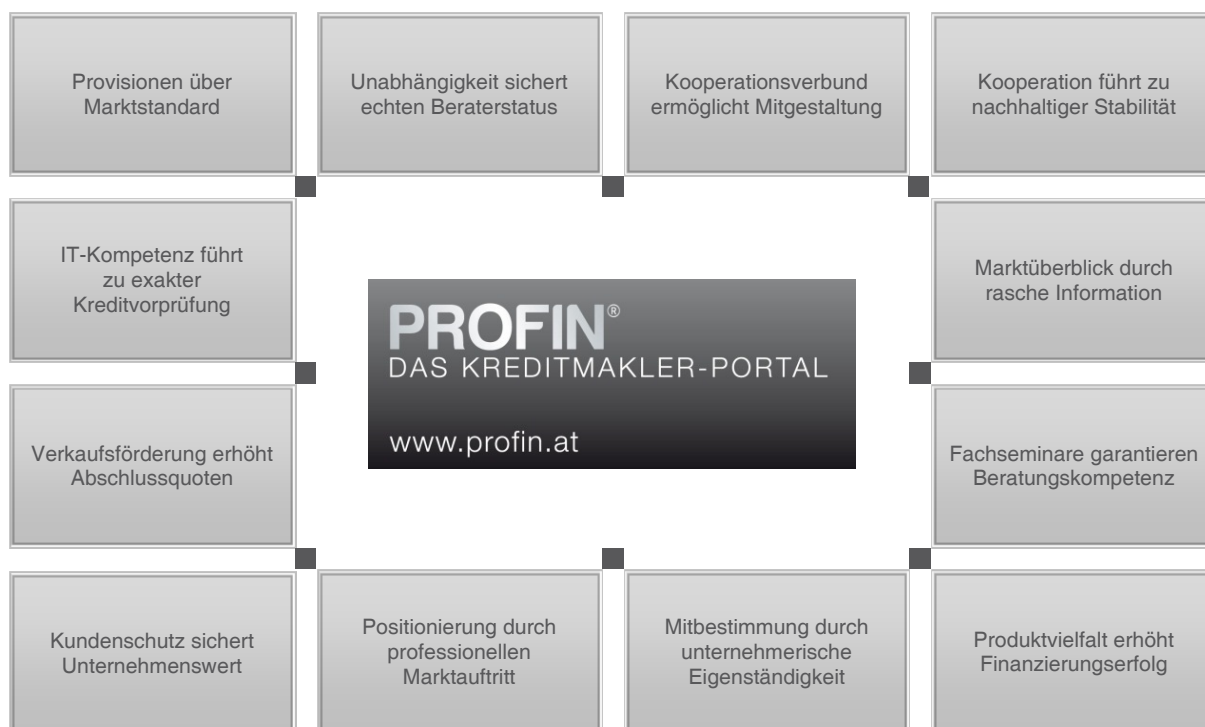 Provisionen über
Marktstandard
Unabhängigkeit sichert
echten Beraterstatus
Kooperationsverbund
ermöglicht Mitgestaltung
Kooperation führt zu
nachhaltiger Stabilität
IT-Kompetenz führt
zu exakter
Kreditvorprüfung
Marktüberblick durch
rasche Information
PROFIN®
DAS KREDITMAKLER-PORTAL
www.profin.at
Verkaufsförderung erhöht
Abschlussquoten
Fachseminare garantieren
Beratungskompetenz
Kundenschutz sichert
Unternehmenswert
Positionierung durch
professionellen
Marktauftritt
Mitbestimmung durch
unternehmerische
Eigenständigkeit
Produktvielfalt erhöht
Finanzierungserfolg